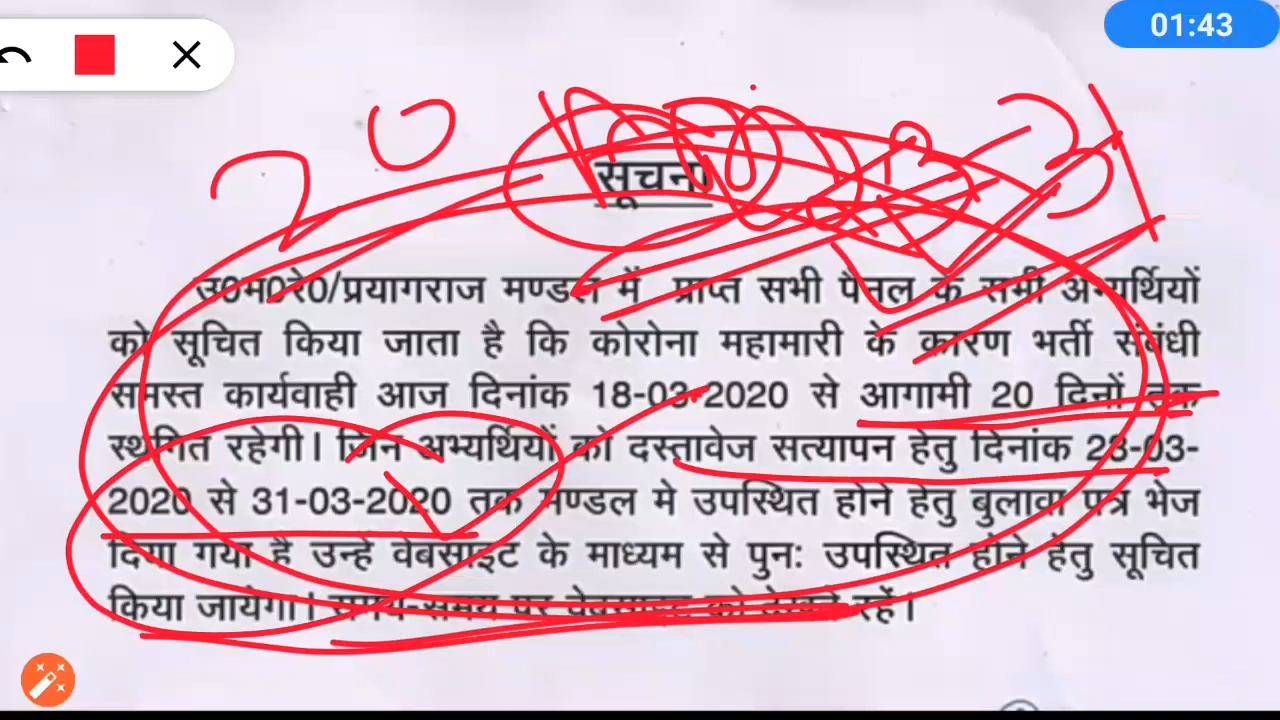 01:43
20
सूचना
उ0म0रे0/प्रयागराज मण्डल में प्राप्त सभी पैनल के सभी अभ्यर्थियों
को सूचित किया जाता है कि कोरोना महामारी के कारण भर्ती संबंधी
समस्त कार्यवाही आज दिनांक 18-03-2020 से आगामी 20 दिनों तक
स्थगित रहेगी। जिन अभ्यर्थियों को दस्तावेज सत्यापन हेतु दिनांक 23-03-
2020 से 31-03-2020 तक मण्डल मे उपस्थित होने हेतु बुलावा पत्र भेज
दिया गया है उन्हे वेबसाइट के माध्यम से पुनः उपस्थित होने हेतु सूचित
किया जायेगा। समय-समय पर वेबसाइट को देखते रहें।